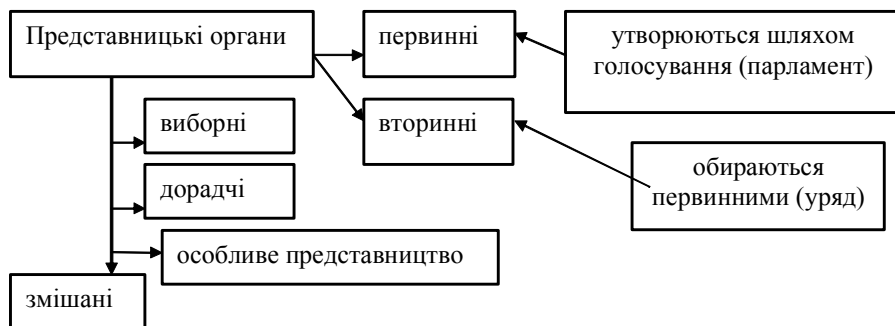 Представницькі органи
первинні
утворюються шляхом
голосування (парламент)
виборні
вторинні
обираються
первинними (уряд)
дорадчі
особливе представництво
змішані